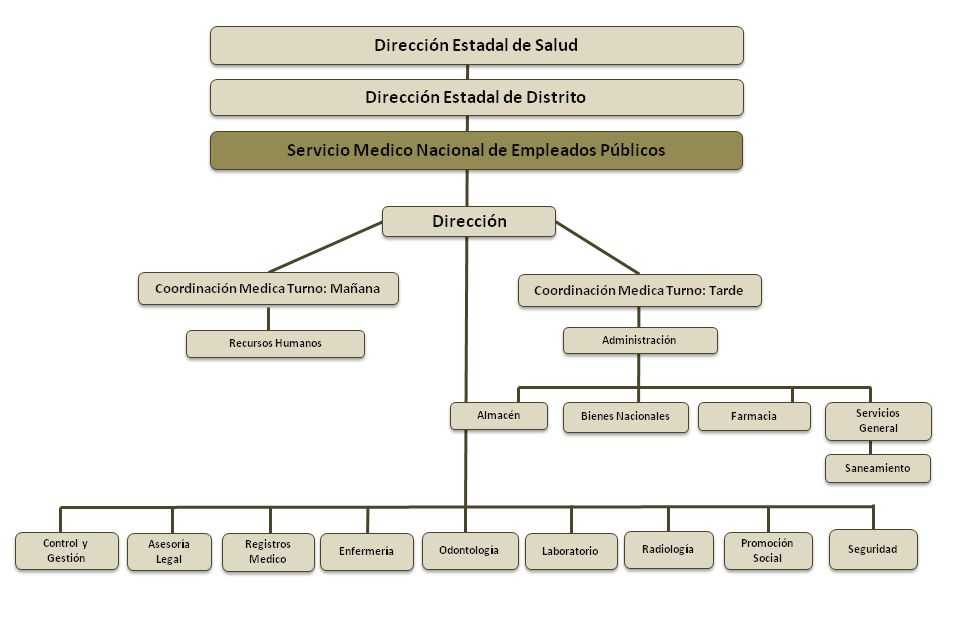 Dirección Estadal de Salud
Dirección Estadal de Distrito
Servicio Medico Nacional de Empleados Públicos
Dirección
Coordinación Medica Turno: Mañana
Coordinación Medica Turno: Tarde
Recursos Humanos
Administración
Almacén
Bienes Nacionales
Farmacia
Servicios
General
Saneamiento
Control y
Gestión
Asesoría
Legal
Registros
Medico
Enfermería
Odontología
Laboratorio
Radiología
Promoción
Social
Seguridad